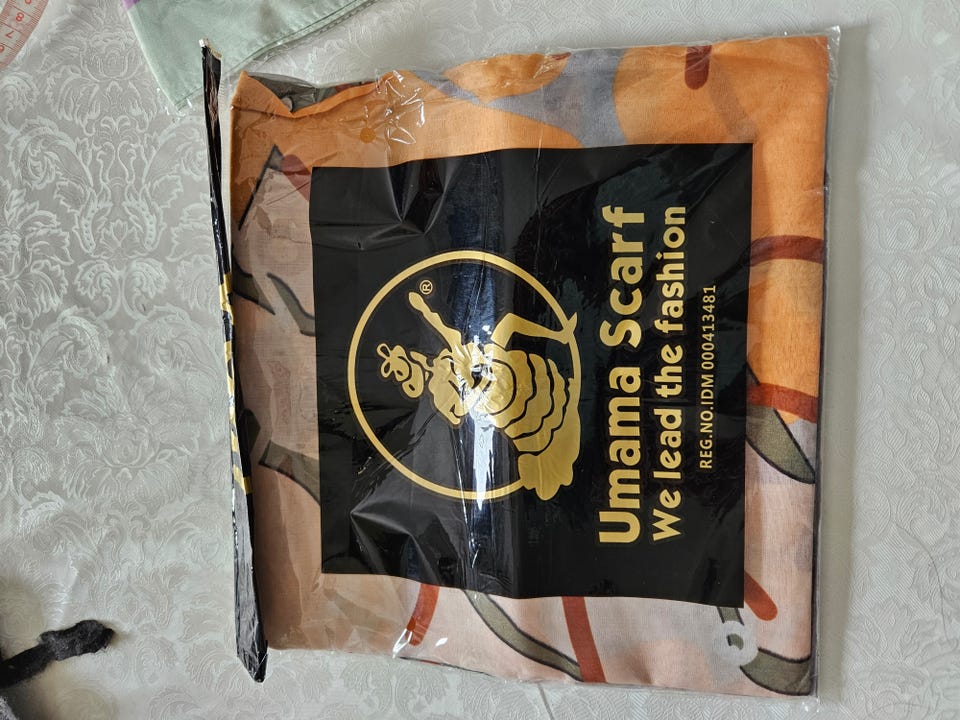 ®
Umama Scarf
We lead the fashion
REG.NO.IDM 000413481